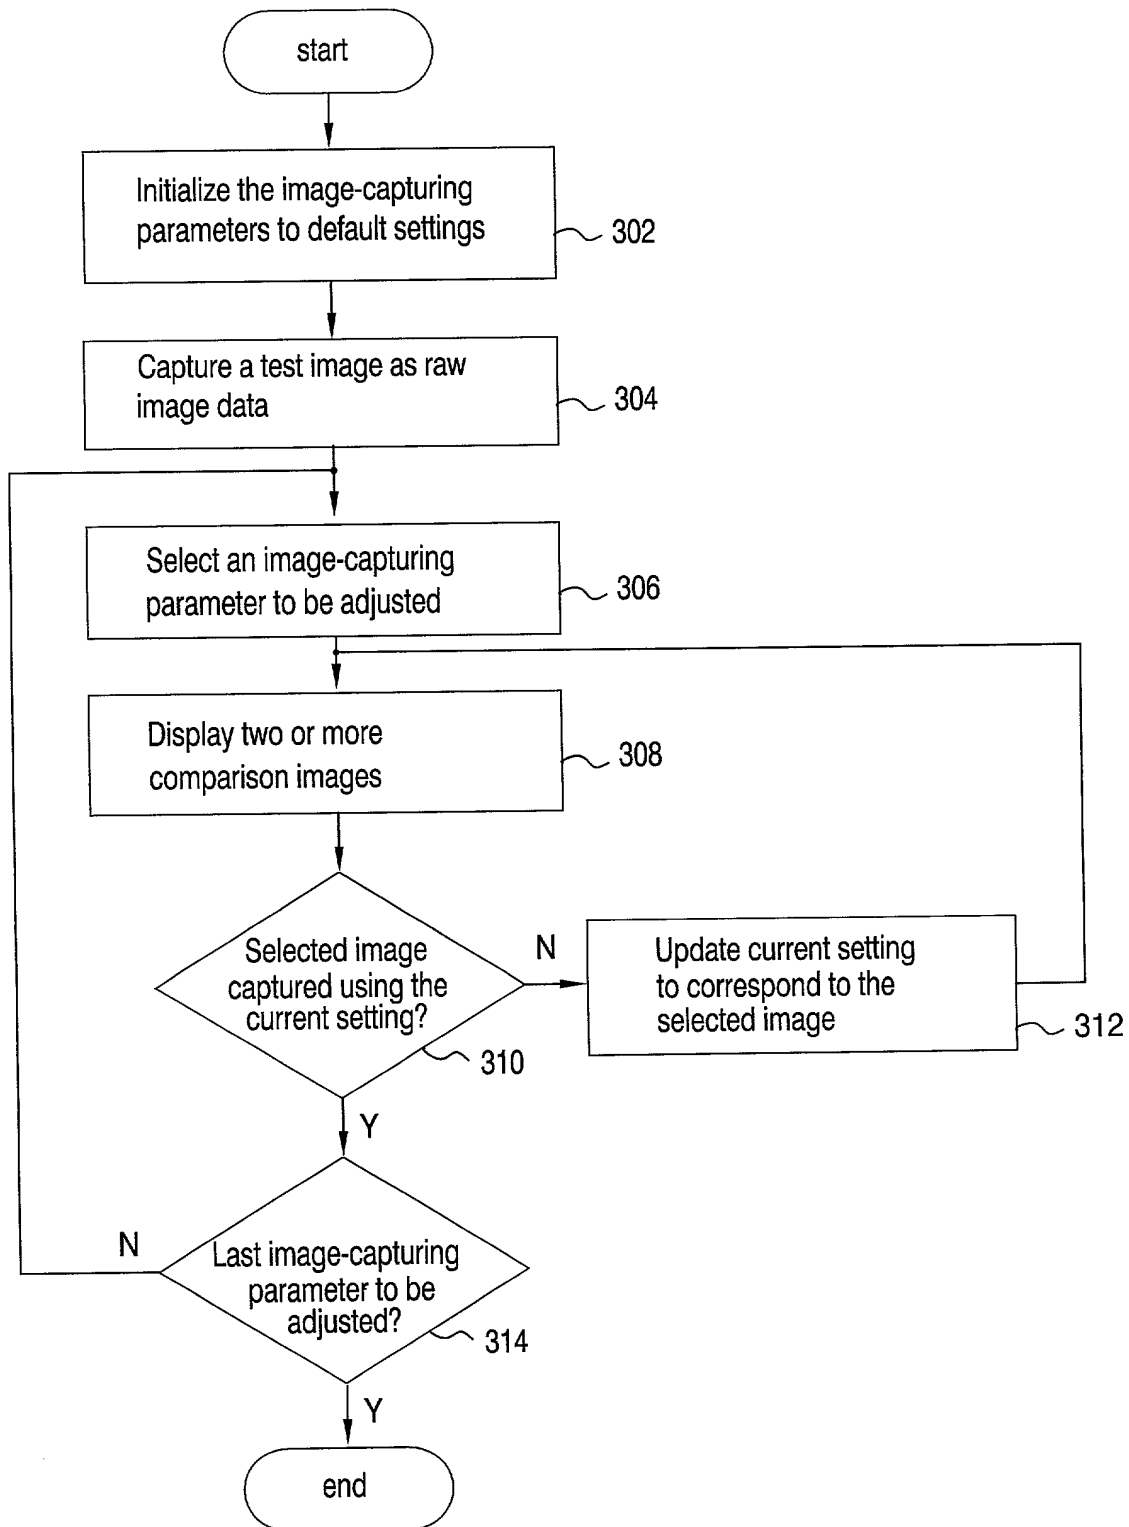 start
Initialize the image-capturing
parameters to default settings
302
Capture a test image as raw
image data
304
Select an image-capturing
parameter to be adjusted
306
Display two or more
comparison images
308
Selected image
captured using the
current setting?
310
N
Update current setting
to correspond to the
selected image
312
Y
Last image-capturing
parameter to be
adjusted?
314
N
Y
end